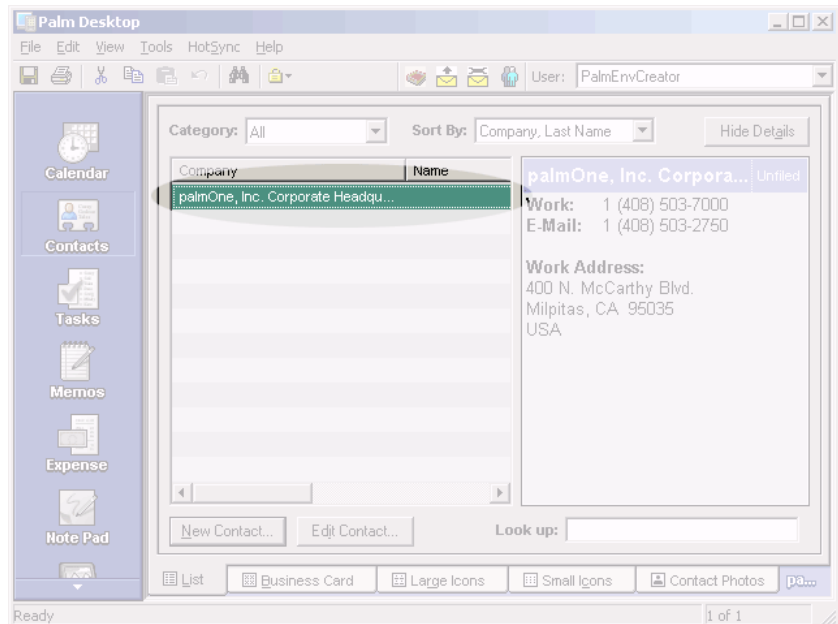 Palm Desktop
File Edit View Tools HotSync Help
User: PalmEnvCreator
Calendar
Contacts
Tasks
Memos
Expense
Note Pad
Category: All Sort By: Company, Last Name Hide Details
Company Name
palmOne, Inc. Corporate Headqu...
palmOne, Inc. Corpora... Unfiled
Work: 1 (408) 503-7000
E-Mail: 1 (408) 503-2750
Work Address:
400 N. McCarthy Blvd.
Milpitas, CA 95035
USA
New Contact... Edit Contact... Look up:
List Business Card Large Icons Small Icons Contact Photos pa...
Ready 1 of 1